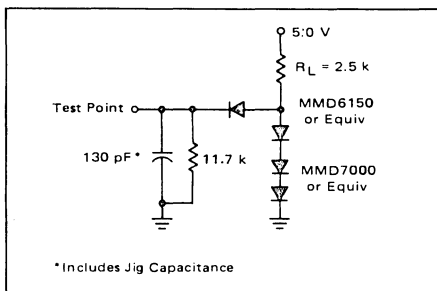 5.0 V
R_L = 2.5 k
Test Point
MMD6150
or Equiv
130 pF*
11.7 k
MMD7000
or Equiv
*Includes Jig Capacitance